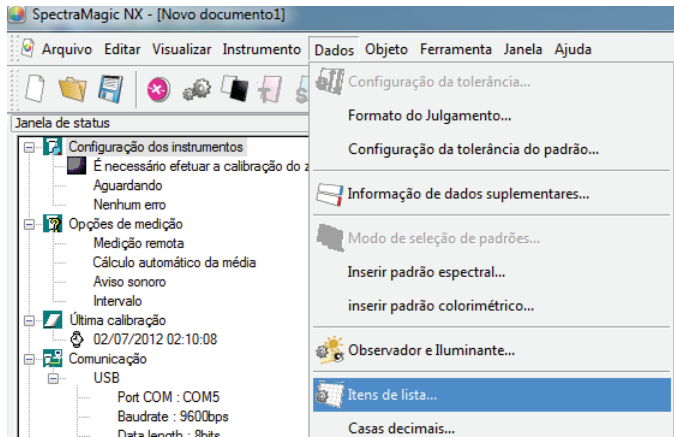 SpectraMagic NX - [Novo documento1]
Arquivo Editar Visualizar Instrumento Dados Objeto Ferramenta Janela Ajuda
Janela de status
Configuração dos instrumentos
É necessário efetuar a calibração do
Aguardando
Nenhum erro
Opções de medição
Medição remota
Cálculo automático da média
Aviso sonoro
Intervalo
Última calibração
02/07/2012 02:10:08
Comunicação
USB
Port COM : COM5
Baudrate : 9600bps
Data length : 8bits
Configuração da tolerância...
Formato do Julgamento...
Configuração da tolerância do padrão...
Informação de dados suplementares...
Modo de seleção de padrões...
Inserir padrão espectral...
inserir padrão colorimétrico...
Observador e Iluminante...
Itens de lista...
Casas decimais...